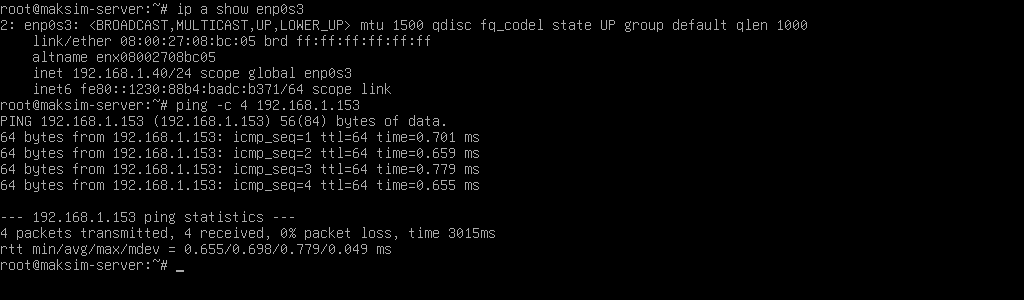 root@maksim-server:~# ip a show enp0s3
2: enp0s3: <BROADCAST,MULTICAST,UP,LOWER_UP> mtu 1500 qdisc fq_codel state UP group default qlen 1000
    link/ether 08:00:27:08:bc:05 brd ff:ff:ff:ff:ff:ff
    altname enx08002708bc05
    inet 192.168.1.40/24 scope global enp0s3
    inet6 fe80::1230:88b4:badc:b371/64 scope link
root@maksim-server:~# ping -c 4 192.168.1.153
PING 192.168.1.153 (192.168.1.153) 56(84) bytes of data.
64 bytes from 192.168.1.153: icmp_seq=1 ttl=64 time=0.701 ms
64 bytes from 192.168.1.153: icmp_seq=2 ttl=64 time=0.659 ms
64 bytes from 192.168.1.153: icmp_seq=3 ttl=64 time=0.779 ms
64 bytes from 192.168.1.153: icmp_seq=4 ttl=64 time=0.655 ms

--- 192.168.1.153 ping statistics ---
4 packets transmitted, 4 received, 0% packet loss, time 3015ms
rtt min/avg/max/mdev = 0.655/0.698/0.779/0.049 ms
root@maksim-server:~# _